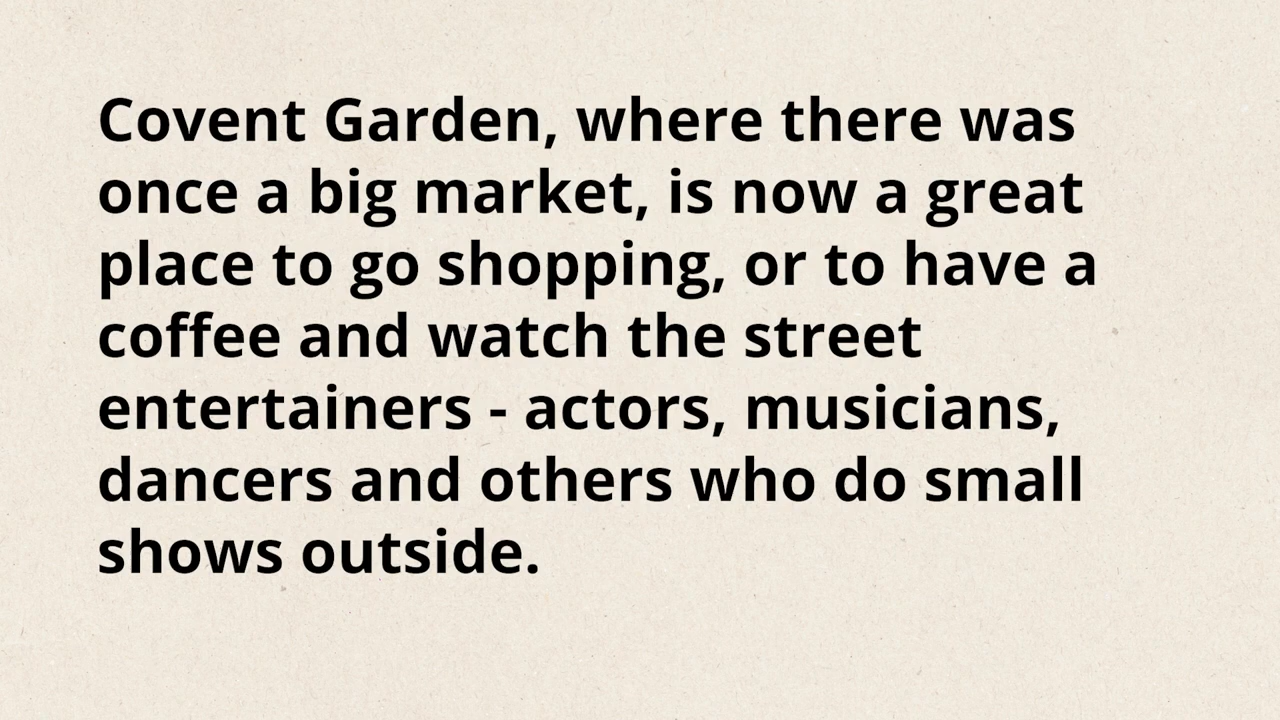 Covent Garden, where there was
once a big market, is now a great
place to go shopping, or to have a
coffee and watch the street
entertainers - actors, musicians,
dancers and others who do small
shows outside.